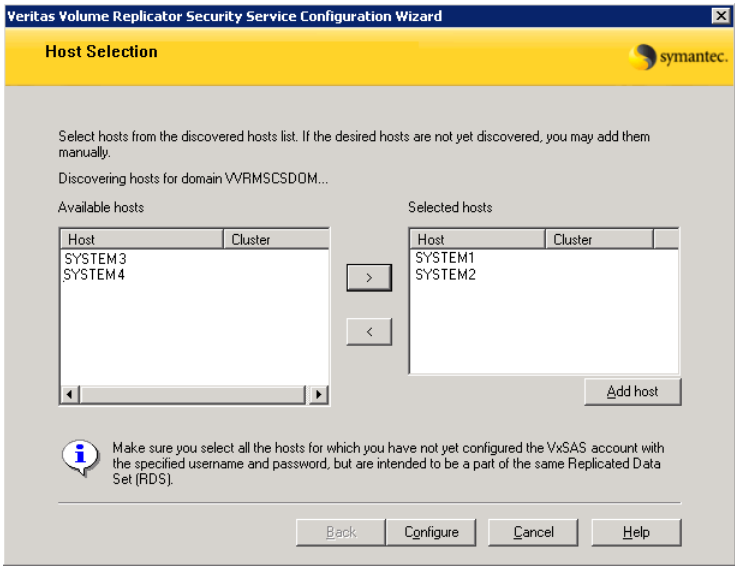 Veritas Volume Replicator Security Service Configuration Wizard
Host Selection
symantec.
Select hosts from the discovered hosts list. If the desired hosts are not yet discovered, you may add them
manually.
Discovering hosts for domain VVRMSCSDOM...
Available hosts
Selected hosts
Host Cluster
Host Cluster
SYSTEM3
SYSTEM4
SYSTEM1
SYSTEM2
>
<
Add host
Make sure you select all the hosts for which you have not yet configured the VxSAS account with
the specified username and password, but are intended to be a part of the same Replicated Data
Set (RDS).
Back Configure Cancel Help